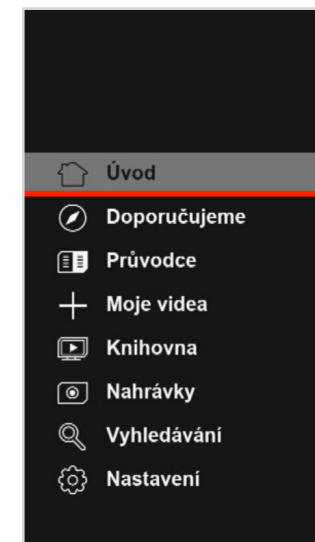 Úvod
Doporučujeme
Průvodce
Moje videa
Knihovna
Nahrávky
Vyhledávání
Nastavení